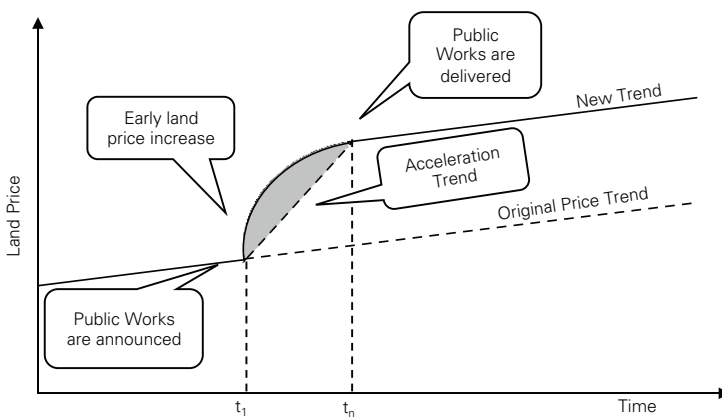 Public
Works are
delivered
New Trend
Early land
price increase
Acceleration
Trend
Original Price Trend
Land Price
Public Works
are announced
t1
tn
Time